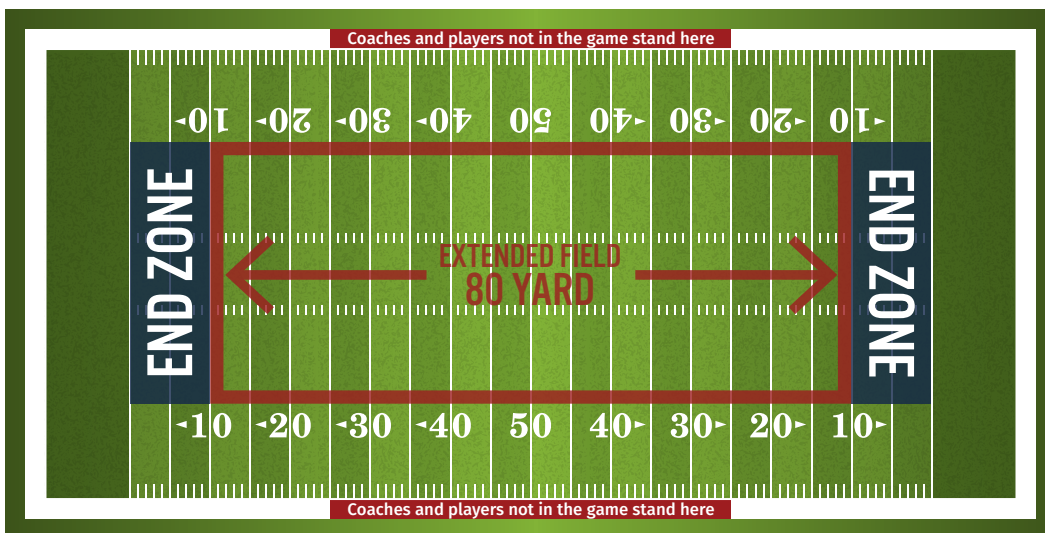 Coaches and players not in the game stand here
◂10 ◂20 ◂30 ◂40 50 40▸ 30▸ 20▸ 10▸
END ZONE
EXTENDED FIELD
80 YARD
END ZONE
◂10 ◂20 ◂30 ◂40 50 40▸ 30▸ 20▸ 10▸
Coaches and players not in the game stand here